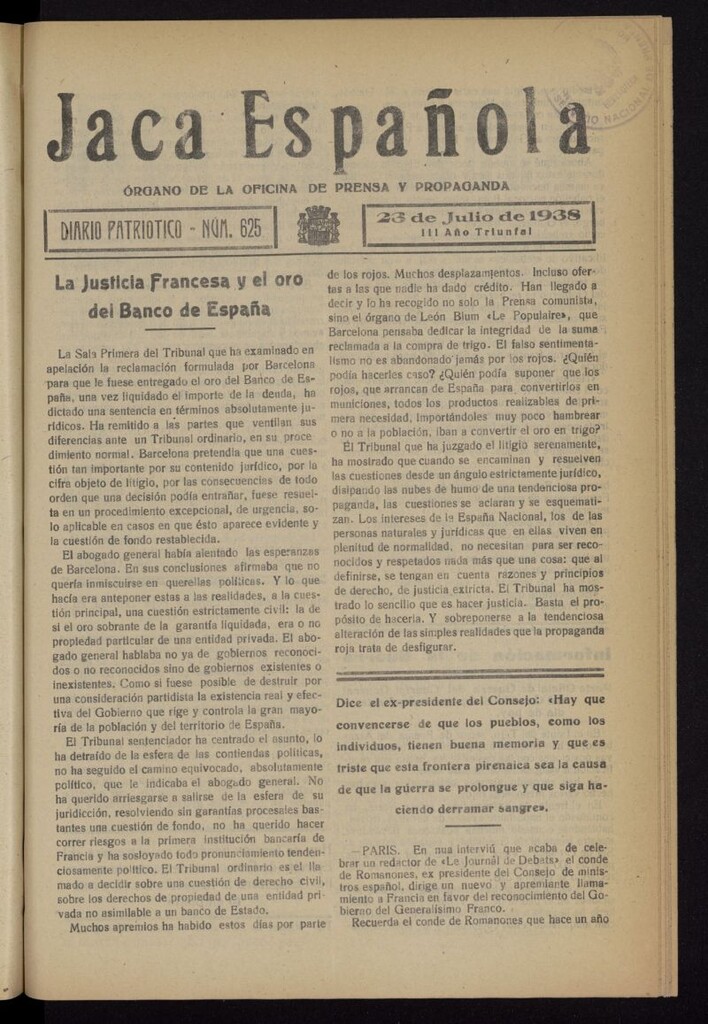 Jaca Española
ÓRGANO DE LA OFICINA DE PRENSA Y PROPAGANDA
DIARIO PATRIOTICO - NÚM. 625
23 de Julio de 1938
III Año Triunfal
La Justicia Francesa y el oro
del Banco de España
La Sala Primera del Tribunal que ha examinado en
apelación la reclamación formulada por Barcelona
para que le fuese entregado el oro del Banco de Es-
paña, una vez liquidado el importe de la deuda, ha
dictado una sentencia en términos absolutamente ju-
rídicos. Ha remitido a las partes que ventilan sus
diferencias ante un Tribunal ordinario, en su proce
dimiento normal. Barcelona pretendia que una cues-
tión tan importante por su contenido jurídico, por la
cifra objeto de litigio, por las consecuencias de todo
orden que una decisión podía entrañar, fuese resuel-
ta en un procedimiento excepcional, de urgencia, so-
lo aplicable en casos en que ésto aparece evidente y
la cuestión de fondo restablecida.
El abogado general había alentado las esperanzas
de Barcelona. En sus conclusiones afirmaba que no
quería inmiscuirse en querellas políticas. Y lo que
hacía era anteponer estas a las realidades, a la cues-
tión principal, una cuestión estrictamente civil: la de
si el oro sobrante de la garantía liquidada, era o no
propiedad particular de una entidad privada. El abo-
gado general hablaba no ya de gobiernos reconoci-
dos o no reconocidos sino de gobiernos existentes o
inexistentes. Como si fuese posible de destruir por
una consideración partidista la existencia real y efec-
tiva del Gobierno que rige y controla la gran mayo-
ría de la población y del territorio de España.
El Tribunal sentenciador ha centrado el asunto, lo
ha detraído de la esfera de las contiendas políticas,
no ha seguido el camino equivocado, absolutamente
político, que le indicaba el abogado general. No
ha querido arriesgarse a salirse de la esfera de su
juridicción, resolviendo sin garantías procesales bas-
tantes una cuestión de fondo, no ha querido hacer
correr riesgos a la primera institución bancaría de
Francia y ha sosloyado todo pronunciamiento tenden-
ciosamente político. El Tribunal ordinario es el lla
mado a decidir sobre una cuestión de derecho civil,
sobre los derechos de propiedad de una entidad pri-
vada no asimilable a un banco de Estado.
Muchos apremios ha habido estos días por parte
de los rojos. Muchos desplazamientos. Incluso ofer-
tas a las que nadie ha dado crédito. Han llegado a
decir y lo ha recogido no solo la Prensa comunista,
sino el órgano de León Blum «Le Populaire», que
Barcelona pensaba dedicar la integridad de la suma
reclamada a la compra de trigo. El falso sentimenta-
lismo no es abandonado jamás por los rojos. ¿Quién
podía hacerles caso? ¿Quién podía suponer que los
rojos, que arrancan de España para convertirlos en
municiones, todos los productos realizables de pri-
mera necesidad, importándoles muy poco hambrear
o no a la población, iban a convertir el oro en trigo?
El Tribunal que ha juzgado el litigio serenamente,
ha mostrado que cuando se encaminan y resuelven
las cuestiones desde un ángulo estrictamente jurídico,
disipando las nubes de humo de una tendenciosa pro-
paganda, las cuestiones se aclaran y se esquemati-
zan. Los intereses de la España Nacional, los de las
personas naturales y jurídicas que en ellas viven en
plenitud de normalidad, no necesitan para ser reco-
nocidos y respetados nada más que una cosa: que al
definirse, se tengan en cuenta razones y principios
de derecho, de justicia extricta. El Tribunal ha mos-
trado lo sencillo que es hacer justicia. Basta el pro-
pósito de hacerla. Y sobreponerse a la tendenciosa
alteración de las simples realidades que la propaganda
roja trata de desfigurar.
Dice el ex-presidente del Consejo: «Hay que
convencerse de que los pueblos, como los
individuos, tienen buena memoria y que es
triste que esta frontera pirenaica sea la causa
de que la guerra se prolongue y que siga ha-
ciendo derramar sangre».
—PARIS. En nua interviú que acaba de cele-
brar un redactor de «Le Journal de Debats» el conde
de Romanones, ex presidente del Consejo de minis-
tros español, dirige un nuevo y apremiante llama-
miento a Francia en favor del reconocimiento del Go-
bierno del Generalísimo Franco.
Recuerda el conde de Romanones que hace un año